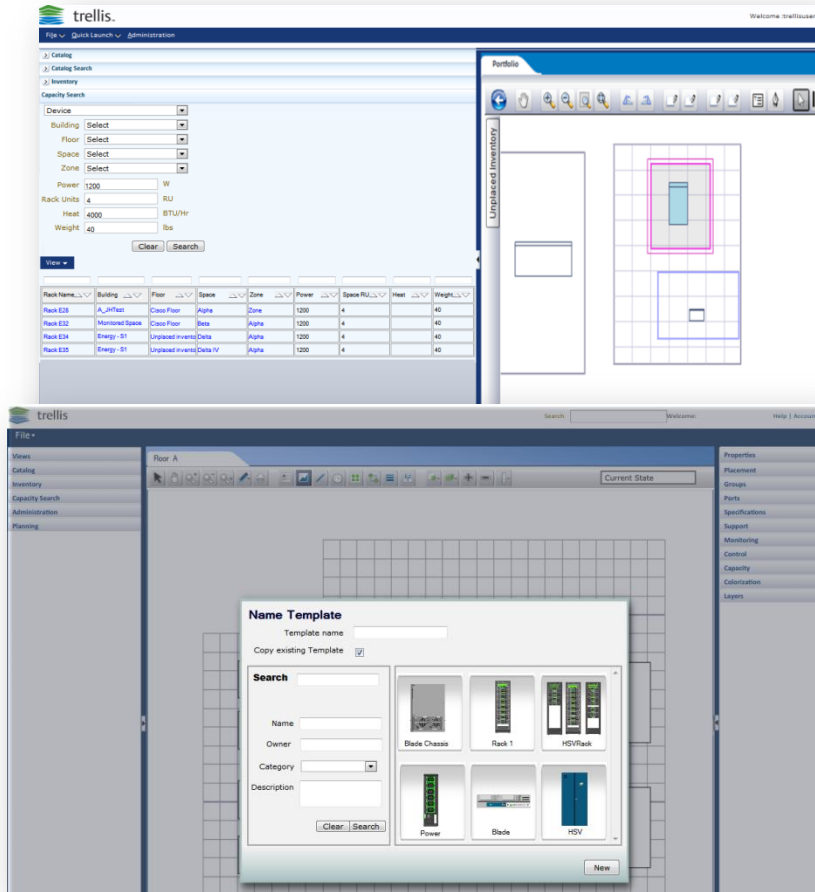 trellis™
Welcome :trellisuser
File Quick Launch Administration
Catalog
Catalog Search
Inventory
Capacity Search
Device
Building Select
Floor Select
Space Select
Zone Select
Power 1200 W
Rack Units 4 RU
Heat 4000 BTU/Hr
Weight 40 lbs
Clear Search
View
Rack Name Building Floor Space Zone Power Space RU Heat Weight
Rack E28 A_JHTest Cisco Floor Alpha Zone 1200 4 40
Rack E32 Monitored Space Cisco Floor Beta Alpha 1200 4 40
Rack E34 Energy - S1 Unplaced Invento Delta Alpha 1200 4 40
Rack E35 Energy - S1 Unplaced Invento Delta IV Alpha 1200 4 40
Portfolio
Unplaced Inventory
trellis
Search Welcome: Help | Accoun
File
Views
Catalog
Inventory
Capacity Search
Administration
Planning
Floor A
Current State
Properties
Placement
Groups
Ports
Specifications
Support
Monitoring
Control
Capacity
Colorization
Layers
Name Template
Template name
Copy existing Template
Search
Name
Owner
Category
Description
Clear Search
Blade Chassis Rack 1 HSVRack
Power Blade HSV
New